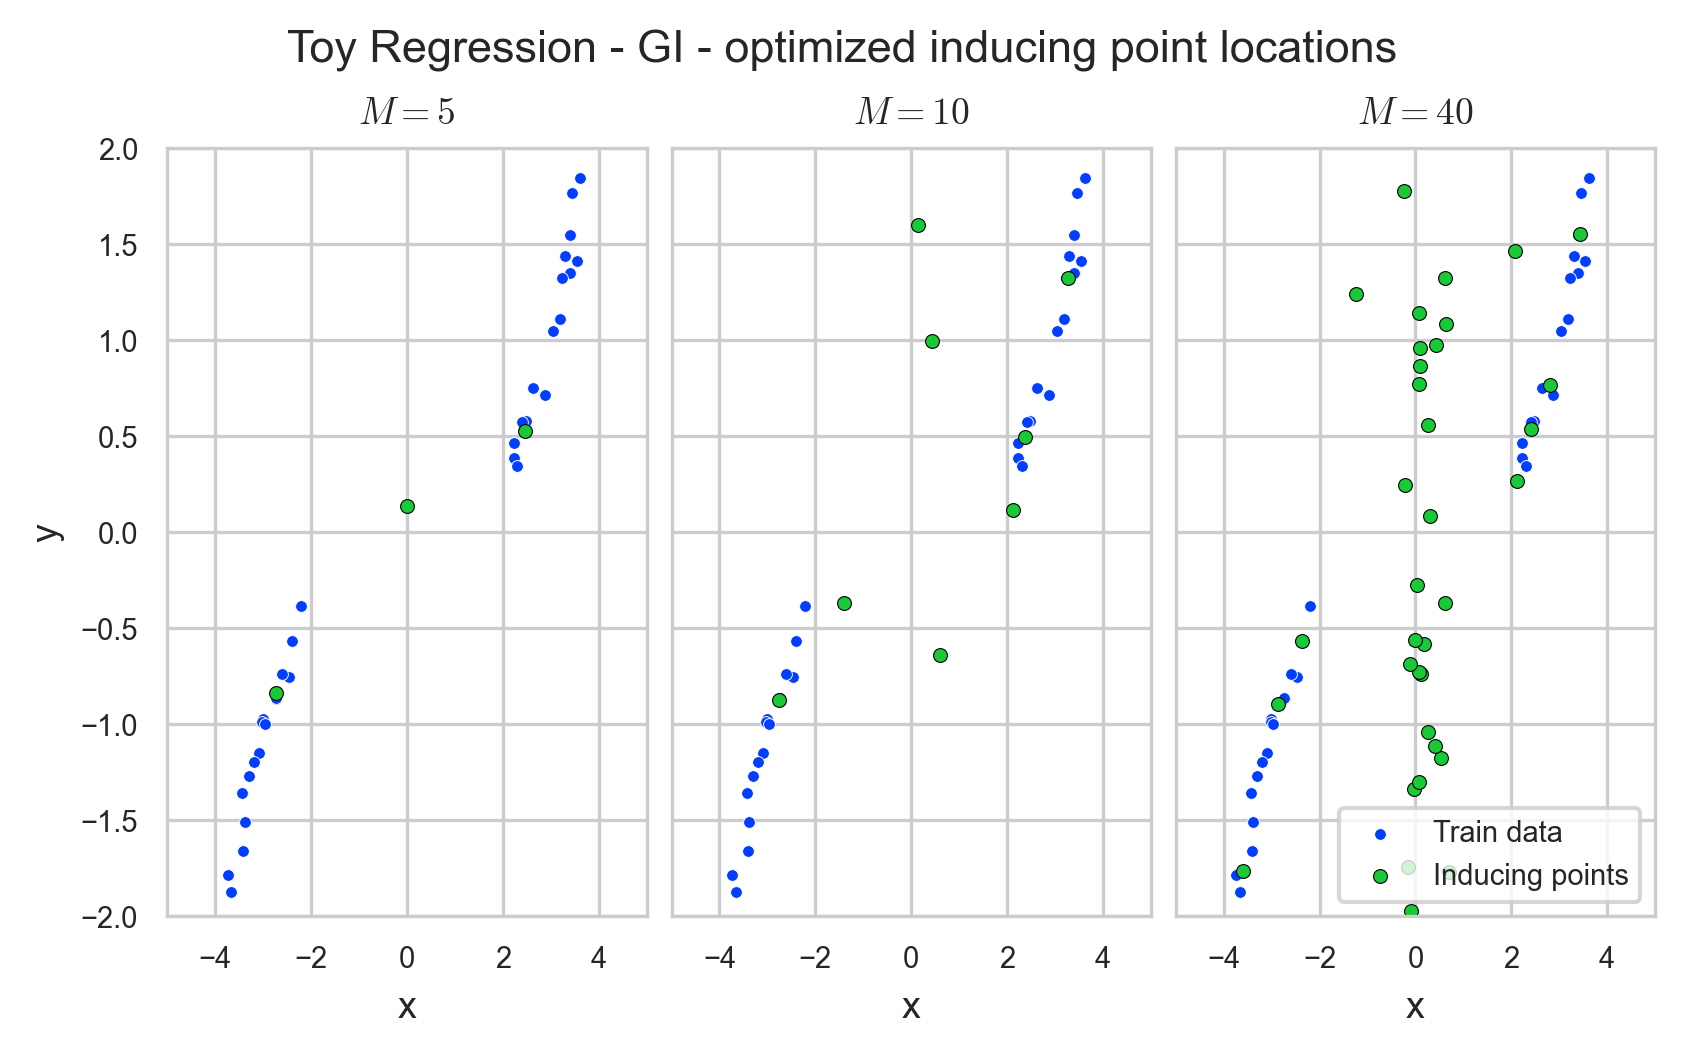 Toy Regression - GI - optimized inducing point locations
M = 5
M = 10
M = 40
2.0
1.5
1.0
0.5
0.0
−0.5
−1.0
−1.5
−2.0
y
−4 −2 0 2 4
−4 −2 0 2 4
−4 −2 0 2 4
x
x
x
Train data
Inducing points